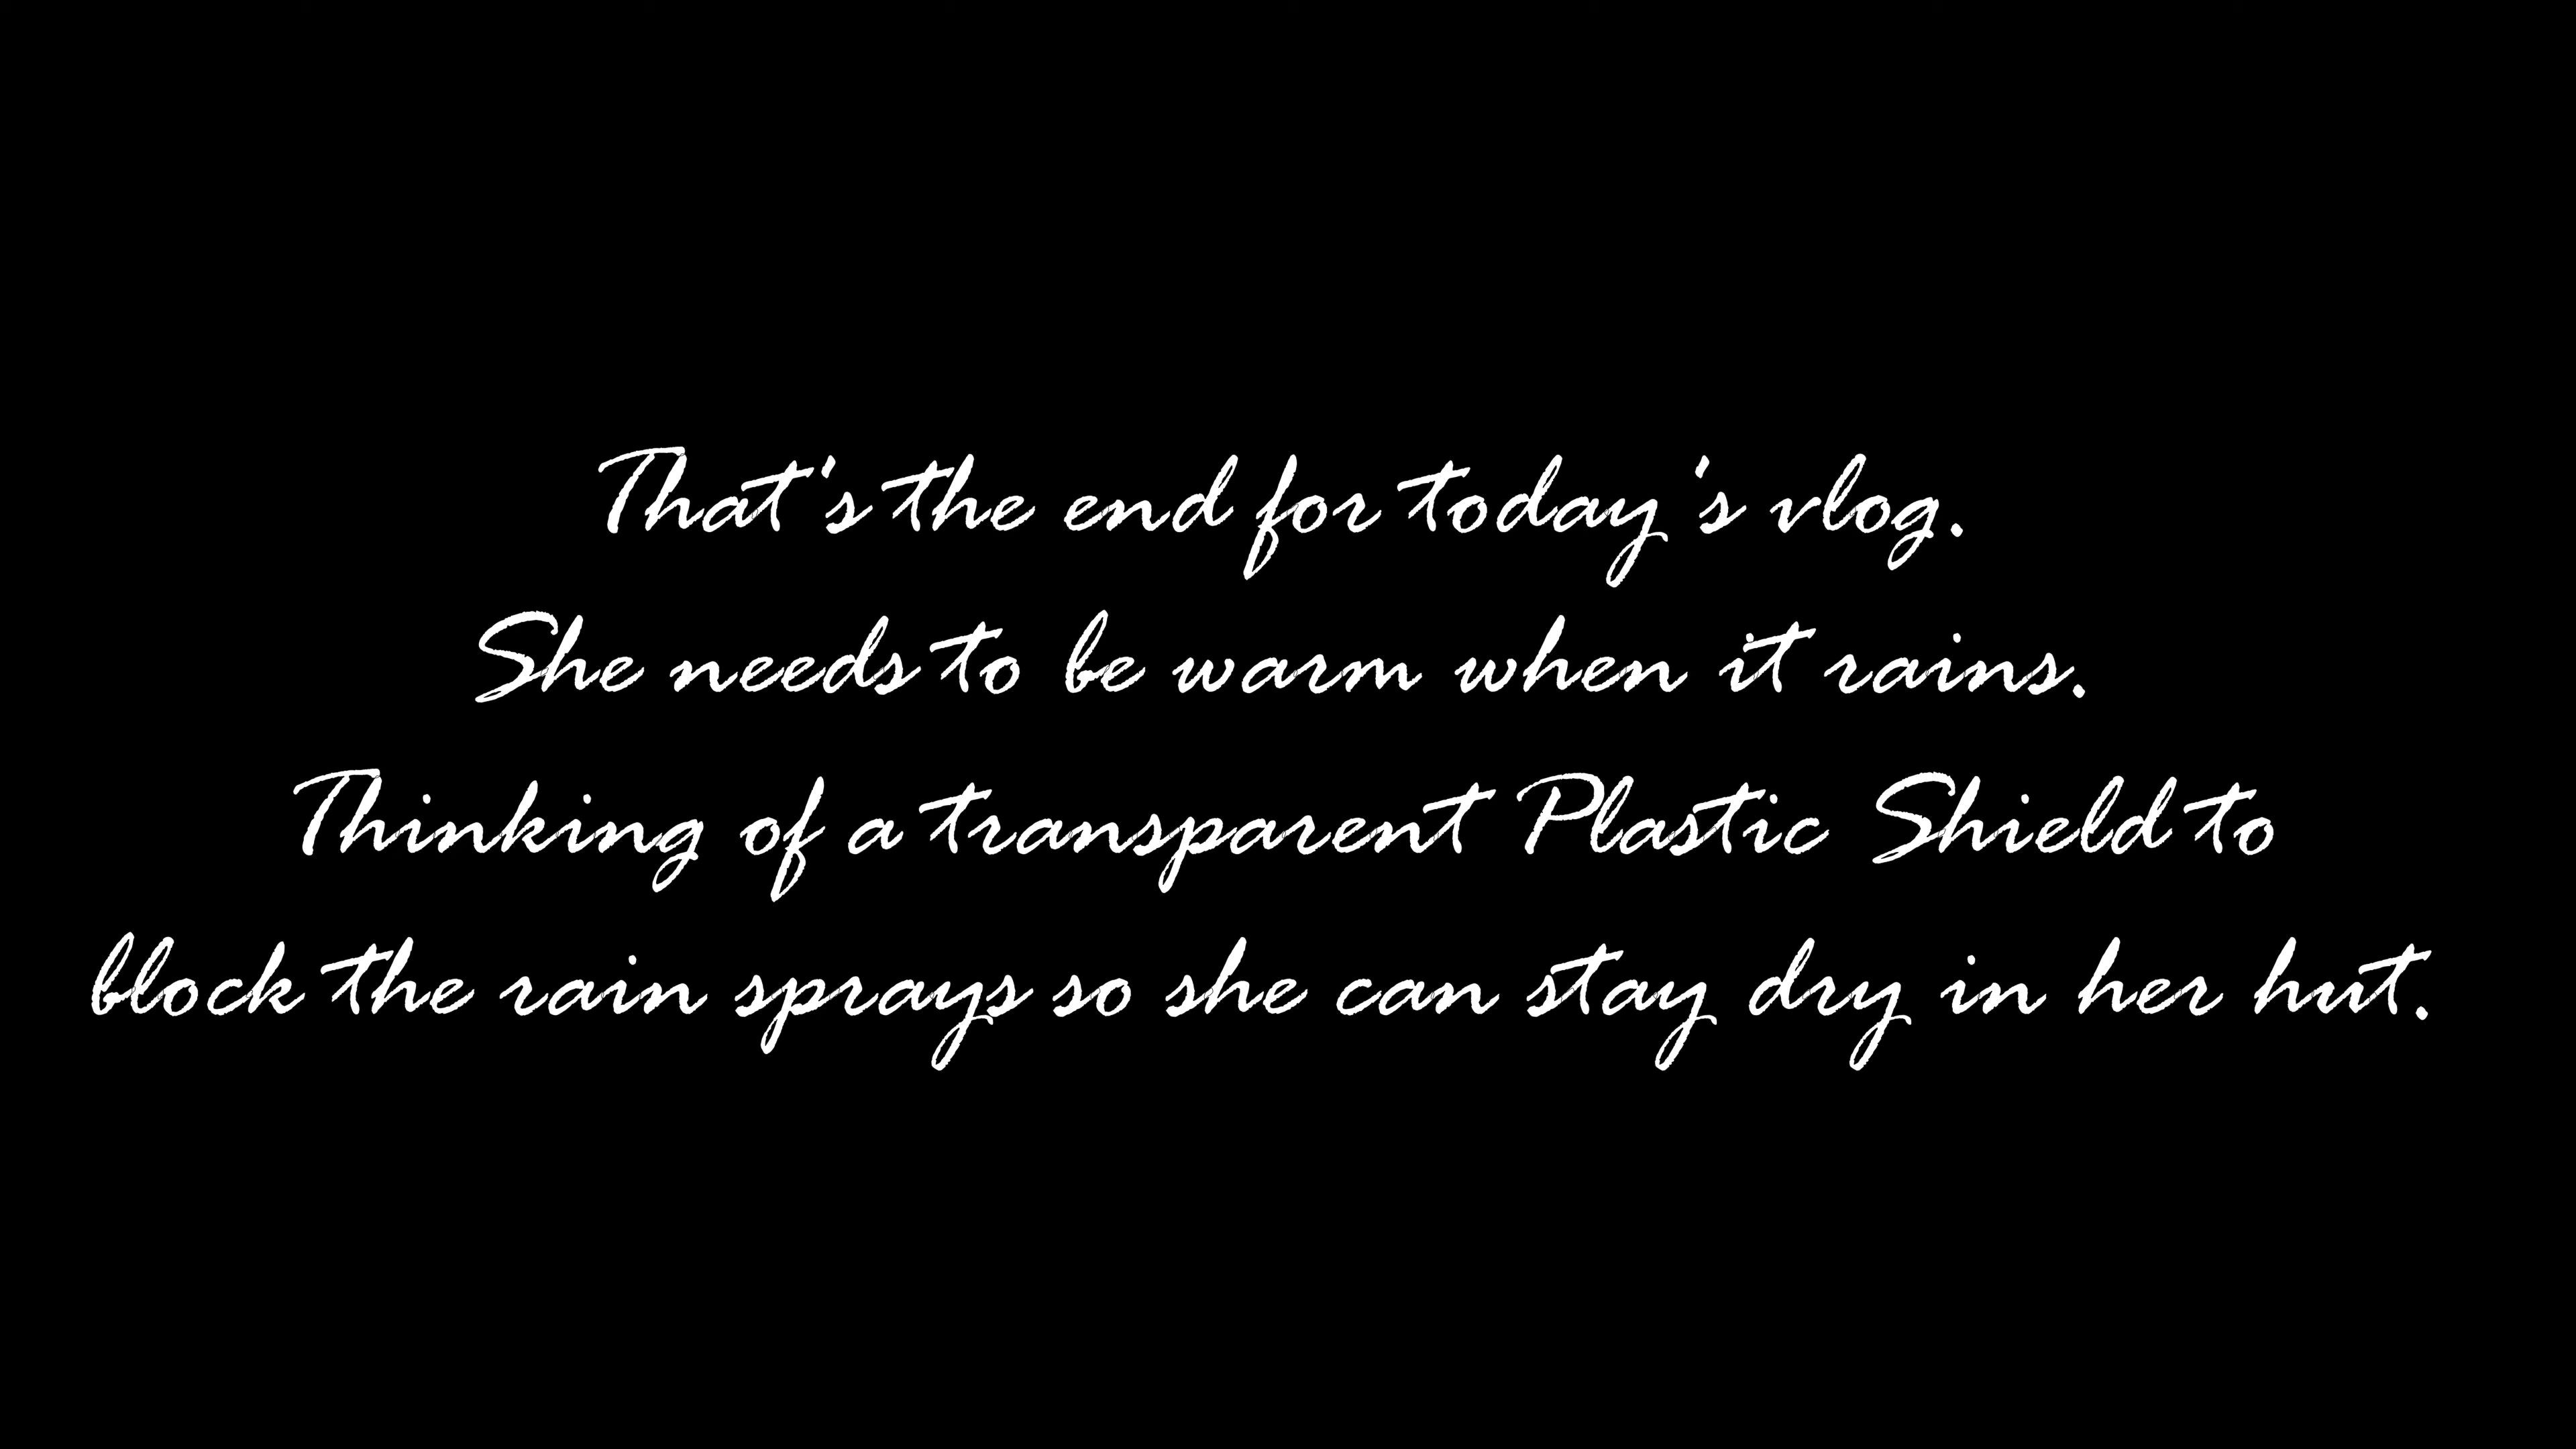 That's the end for today's vlog.
She needs to be warm when it rains.
Thinking of a transparent Plastic Shield to
block the rain sprays so she can stay dry in her hut.